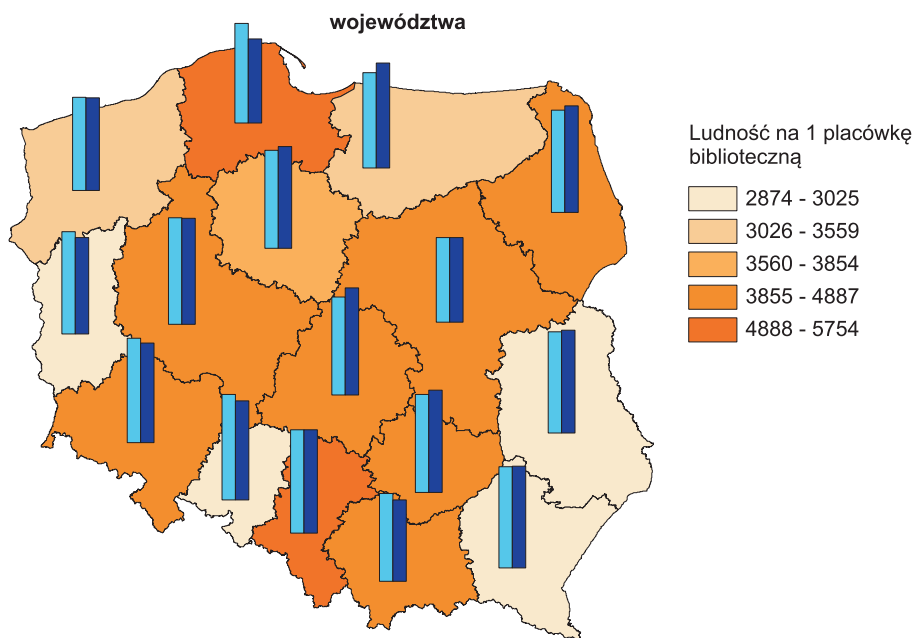 województwa
Ludność na 1 placówkę
biblioteczną
2874 - 3025
3026 - 3559
3560 - 3854
3855 - 4887
4888 - 5754